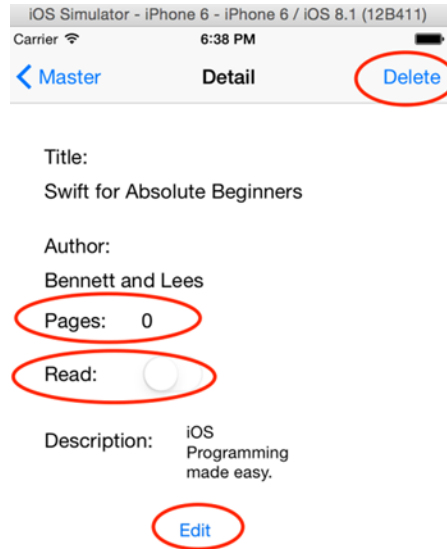 iOS Simulator - iPhone 6 - iPhone 6 / iOS 8.1 (12B411)
Carrier 6:38 PM
Master Detail Delete
Title:
Swift for Absolute Beginners
Author:
Bennett and Lees
Pages: 0
Read:
Description: iOS
Programming
made easy.
Edit